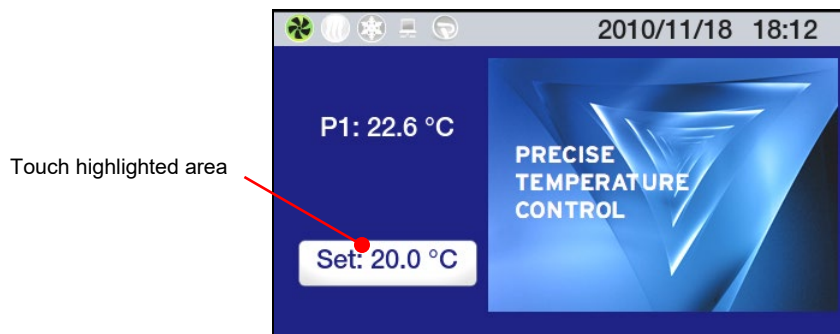 2010/11/18 18:12
P1: 22.6 °C
PRECISE
TEMPERATURE
CONTROL
Touch highlighted area
Set: 20.0 °C